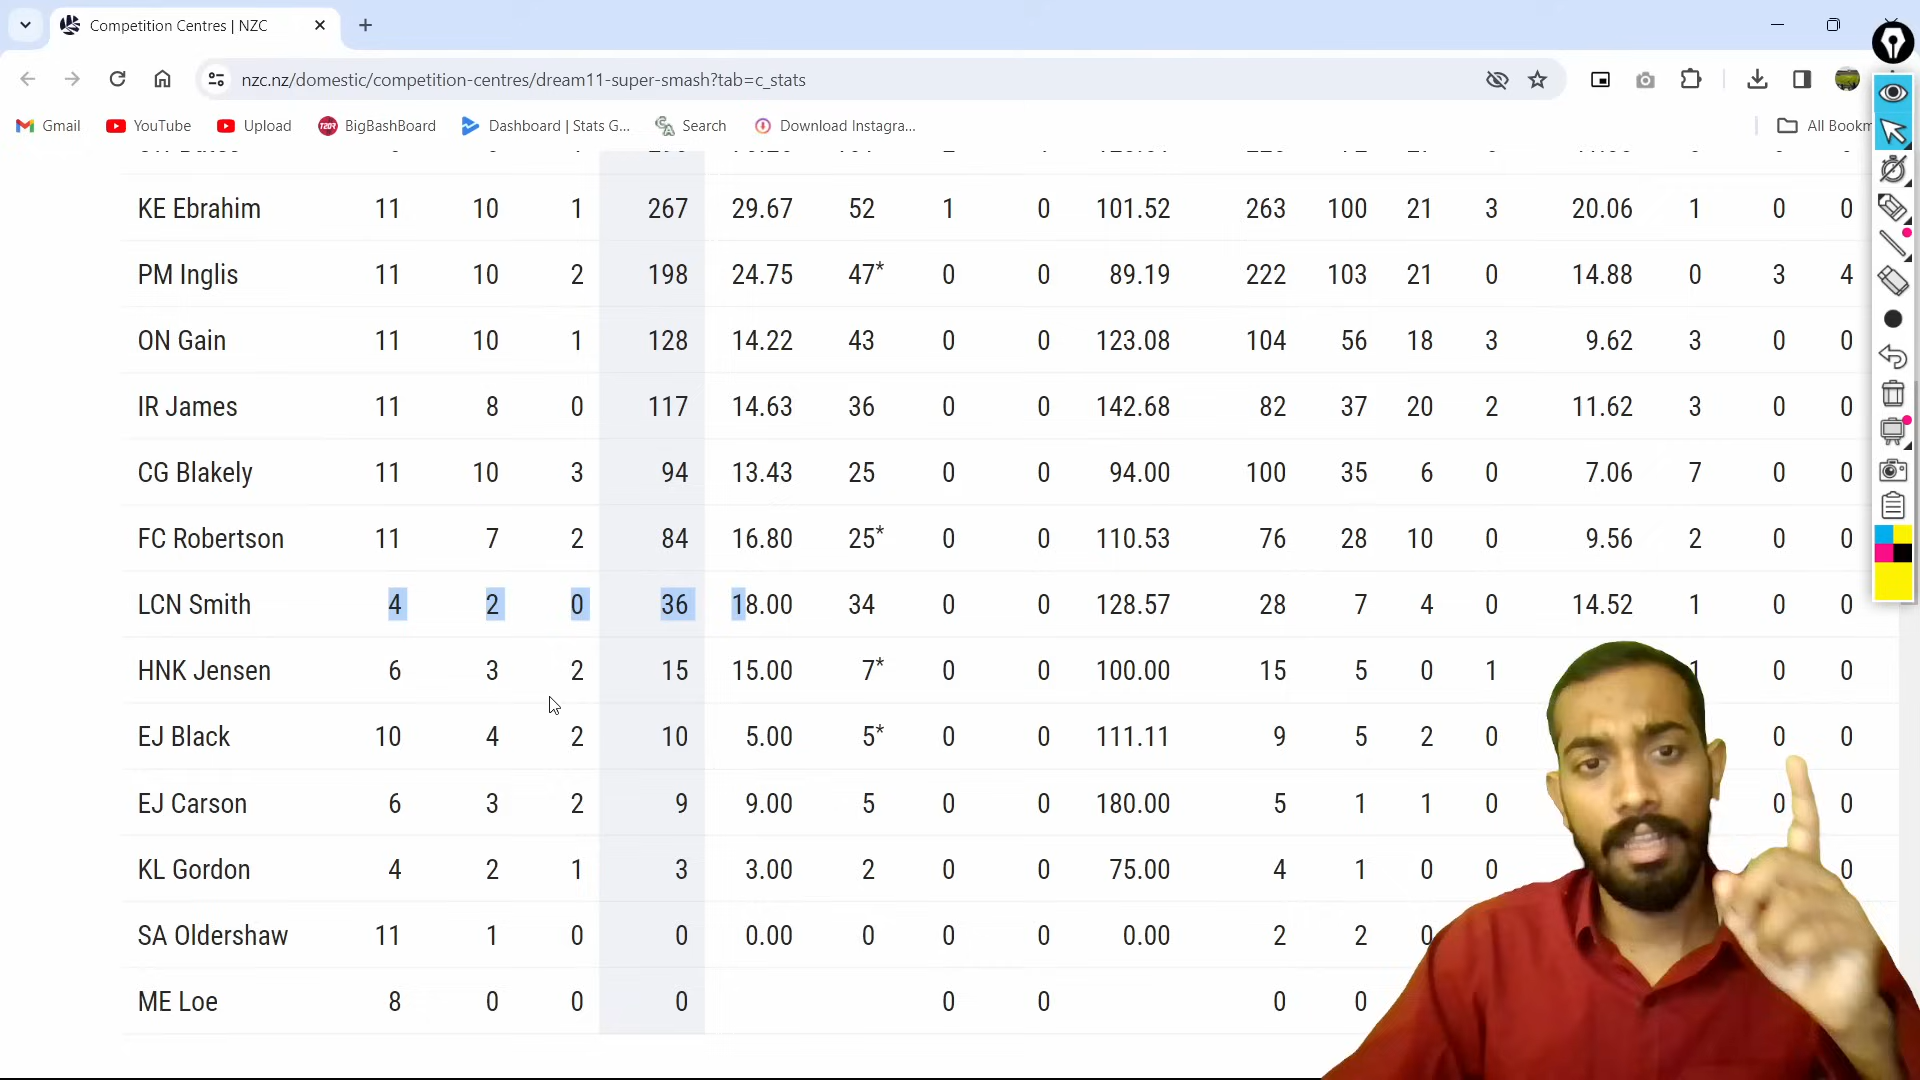 Competition Centres | NZC
nzc.nz/domestic/competition-centres/dream11-super-smash?tab=c_stats
Gmail YouTube Upload BigBashBoard Dashboard | Stats G... Search Download Instagra... All Bookm
KE Ebrahim 11 10 1 267 29.67 52 1 0 101.52 263 100 21 3 20.06 1 0 0
PM Inglis 11 10 2 198 24.75 47* 0 0 89.19 222 103 21 0 14.88 0 3 4
ON Gain 11 10 1 128 14.22 43 0 0 123.08 104 56 18 3 9.62 3 0 0
IR James 11 8 0 117 14.63 36 0 0 142.68 82 37 20 2 11.62 3 0 0
CG Blakely 11 10 3 94 13.43 25 0 0 94.00 100 35 6 0 7.06 7 0 0
FC Robertson 11 7 2 84 16.80 25* 0 0 110.53 76 28 10 0 9.56 2 0 0
LCN Smith 4 2 0 36 18.00 34 0 0 128.57 28 7 4 0 14.52 1 0 0
HNK Jensen 6 3 2 15 15.00 7* 0 0 100.00 15 5 0 1 1 0 0
EJ Black 10 4 2 10 5.00 5* 0 0 111.11 9 5 2 0 0 0
EJ Carson 6 3 2 9 9.00 5 0 0 180.00 5 1 1 0 0 0
KL Gordon 4 2 1 3 3.00 2 0 0 75.00 4 1 0 0 0
SA Oldershaw 11 1 0 0 0.00 0 0 0 0.00 2 2 0
ME Loe 8 0 0 0 0 0 0 0